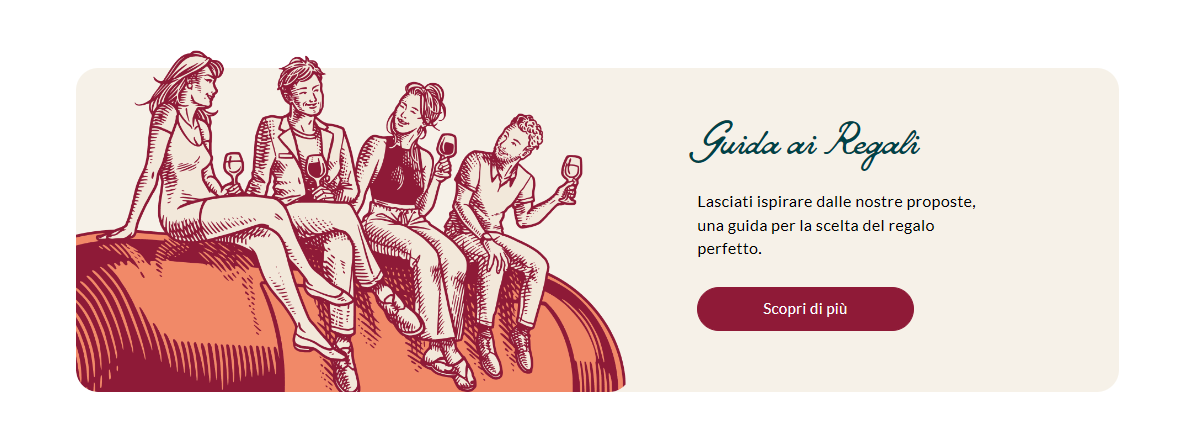 Guida ai Regali
Lasciati ispirare dalle nostre proposte,
una guida per la scelta del regalo
perfetto.
Scopri di più